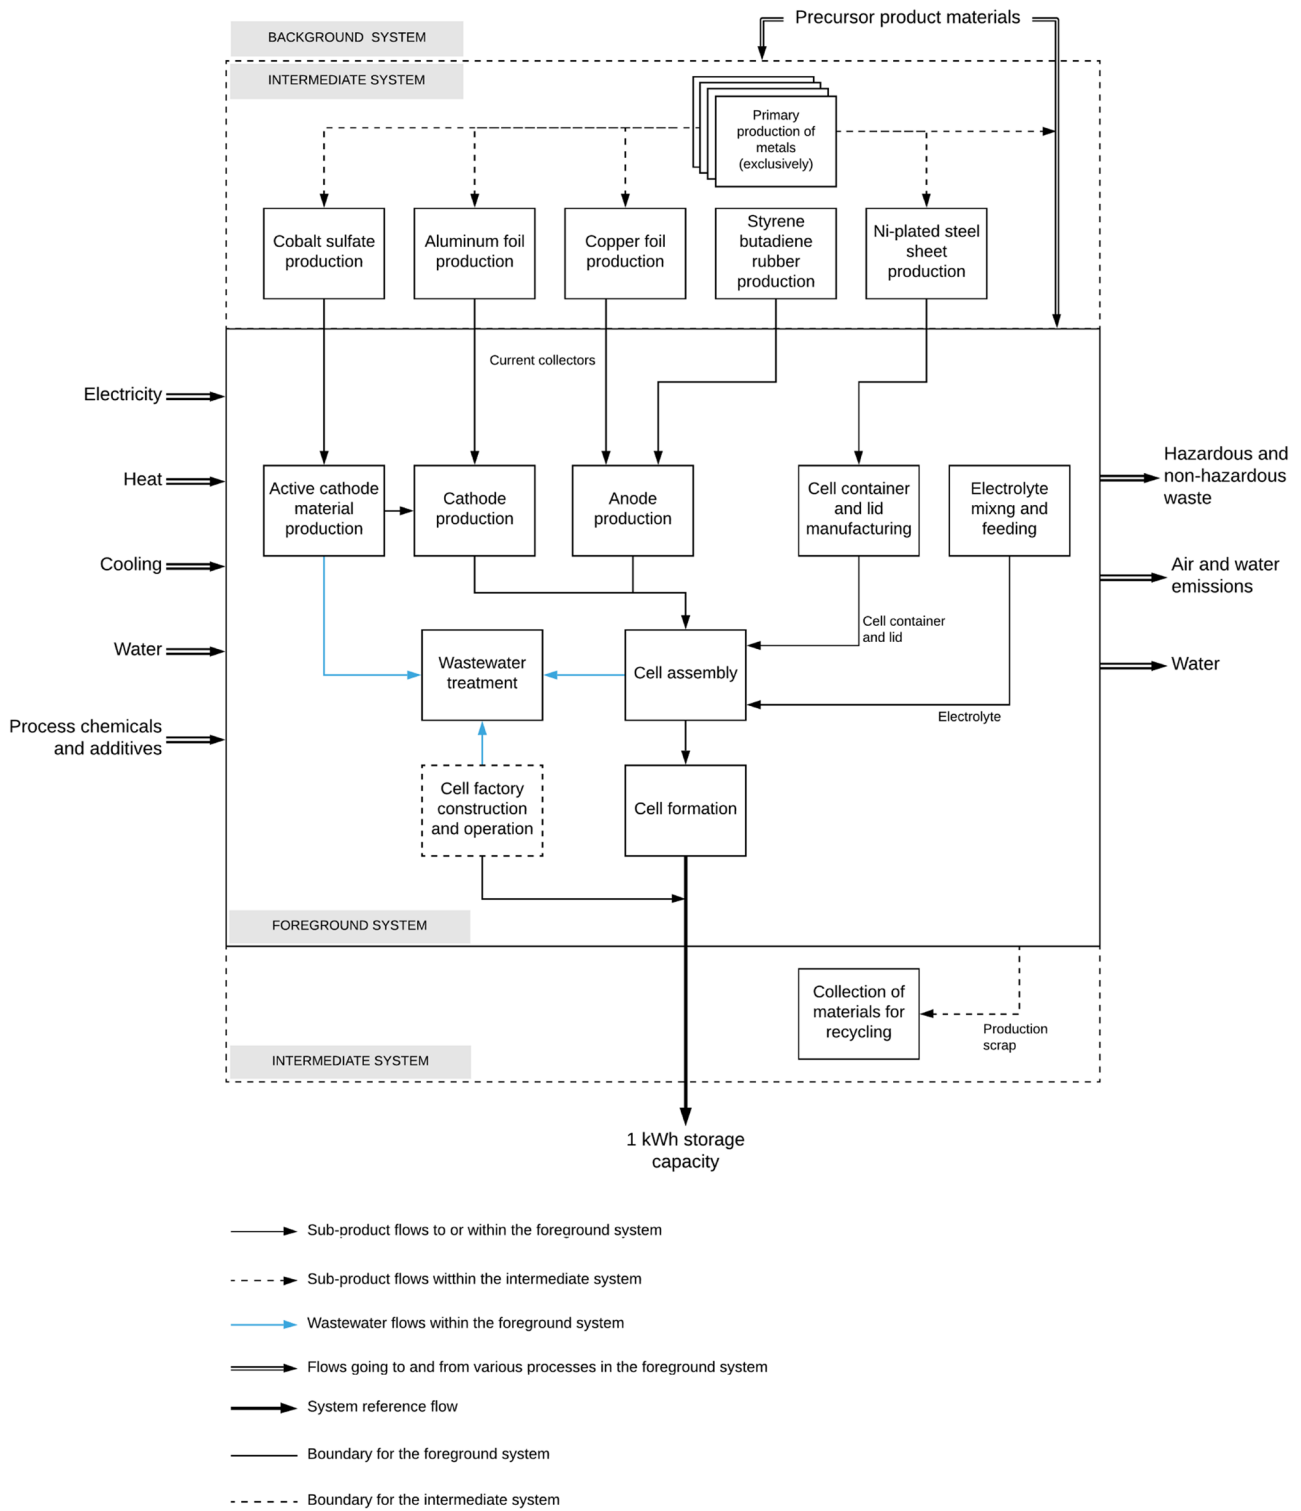 Precursor product materials
BACKGROUND SYSTEM
INTERMEDIATE SYSTEM
Primary
production of
metals
(exclusively)
Cobalt sulfate
production
Aluminum foil
production
Copper foil
production
Styrene
butadiene
rubber
production
Ni-plated steel
sheet
production
Current collectors
Electricity
Heat
Cooling
Water
Process chemicals
and additives
Active cathode
material
production
Cathode
production
Anode
production
Cell container
and lid
manufacturing
Electrolyte
mixng and
feeding
Hazardous and
non-hazardous
waste
Air and water
emissions
Water
Cell container
and lid
Wastewater
treatment
Cell assembly
Electrolyte
Cell factory
construction
and operation
Cell formation
FOREGROUND SYSTEM
Collection of
materials for
recycling
Production
scrap
INTERMEDIATE SYSTEM
1 kWh storage
capacity
Sub-product flows to or within the foreground system
Sub-product flows witthin the intermediate system
Wastewater flows within the foreground system
Flows going to and from various processes in the foreground system
System reference flow
Boundary for the foreground system
Boundary for the intermediate system